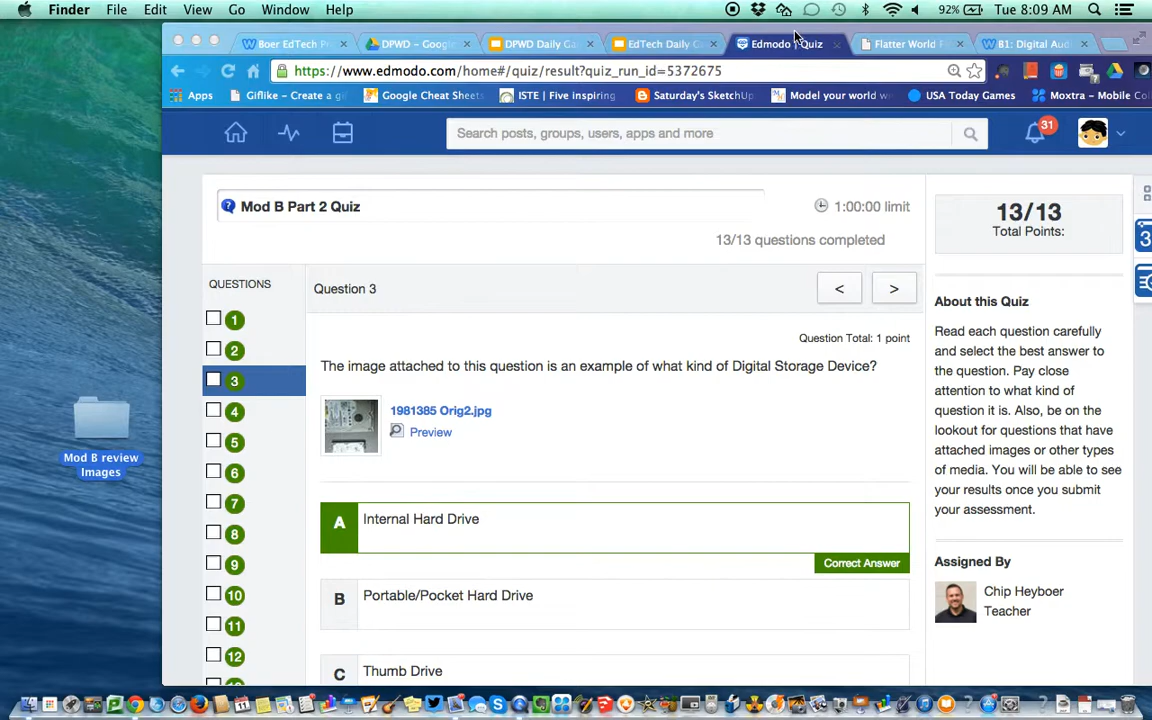 Finder File Edit View Go Window Help 92% Tue 8:09 AM
Boer EdTech Pr DPWD – Google DPWD Daily Ga EdTech Daily Ga Edmodo | Quiz Flatter World F B1: Digital Aud
https://www.edmodo.com/home#/quiz/result?quiz_run_id=5372675
Apps Giflike – Create a gi Google Cheat Sheets ISTE | Five inspiring Saturday's SketchUp Model your world w USA Today Games Moxtra – Mobile Col
Search posts, groups, users, apps and more 31
Mod B Part 2 Quiz 1:00:00 limit
13/13 questions completed
13/13
Total Points:
QUESTIONS
1
2
3
4
5
6
7
8
9
10
11
12
Question 3 < >
Question Total: 1 point
The image attached to this question is an example of what kind of Digital Storage Device?
1981385 Orig2.jpg
Preview
A Internal Hard Drive
Correct Answer
B Portable/Pocket Hard Drive
C Thumb Drive
About this Quiz
Read each question carefully
and select the best answer to
the question. Pay close
attention to what kind of
question it is. Also, be on the
lookout for questions that have
attached images or other types
of media. You will be able to see
your results once you submit
your assessment.
Assigned By
Chip Heyboer
Teacher
3
Mod B review
Images